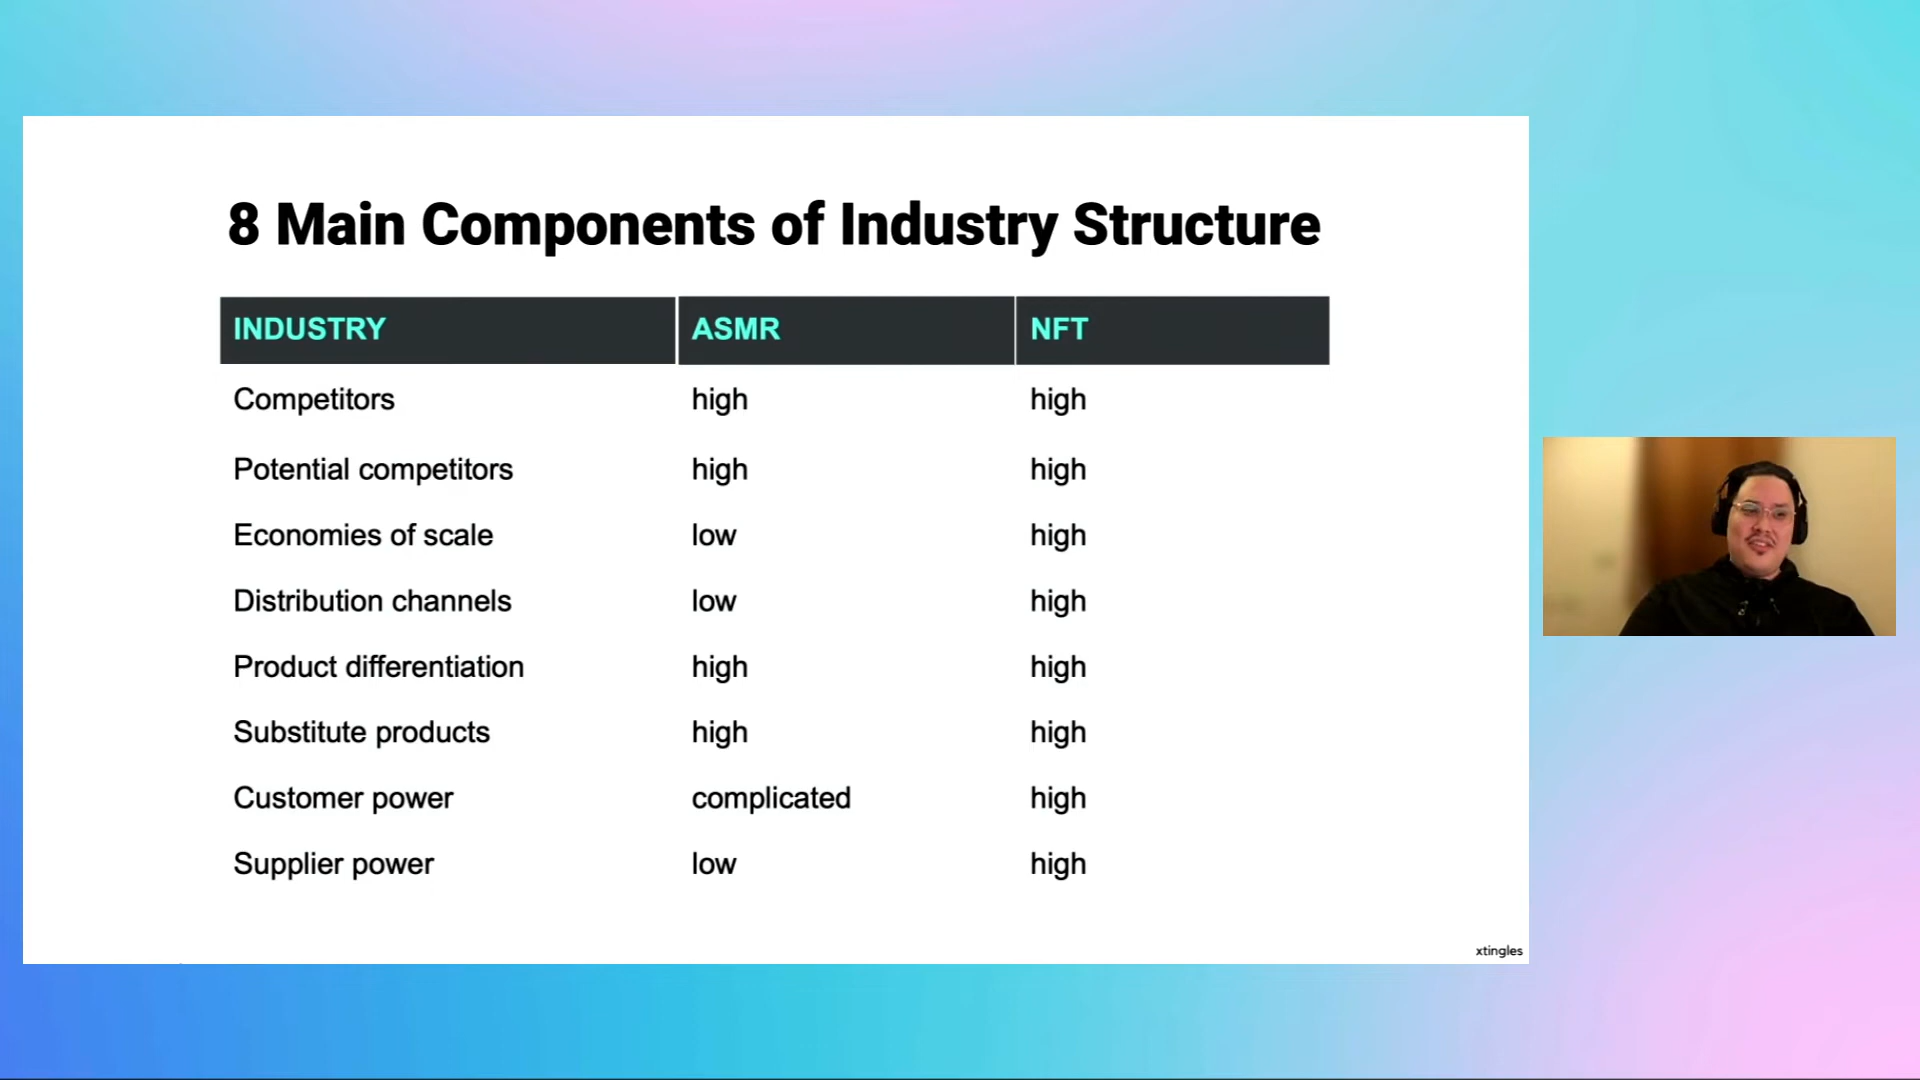 8 Main Components of Industry Structure
INDUSTRY ASMR NFT
Competitors high high
Potential competitors high high
Economies of scale low high
Distribution channels low high
Product differentiation high high
Substitute products high high
Customer power complicated high
Supplier power low high
xtingles